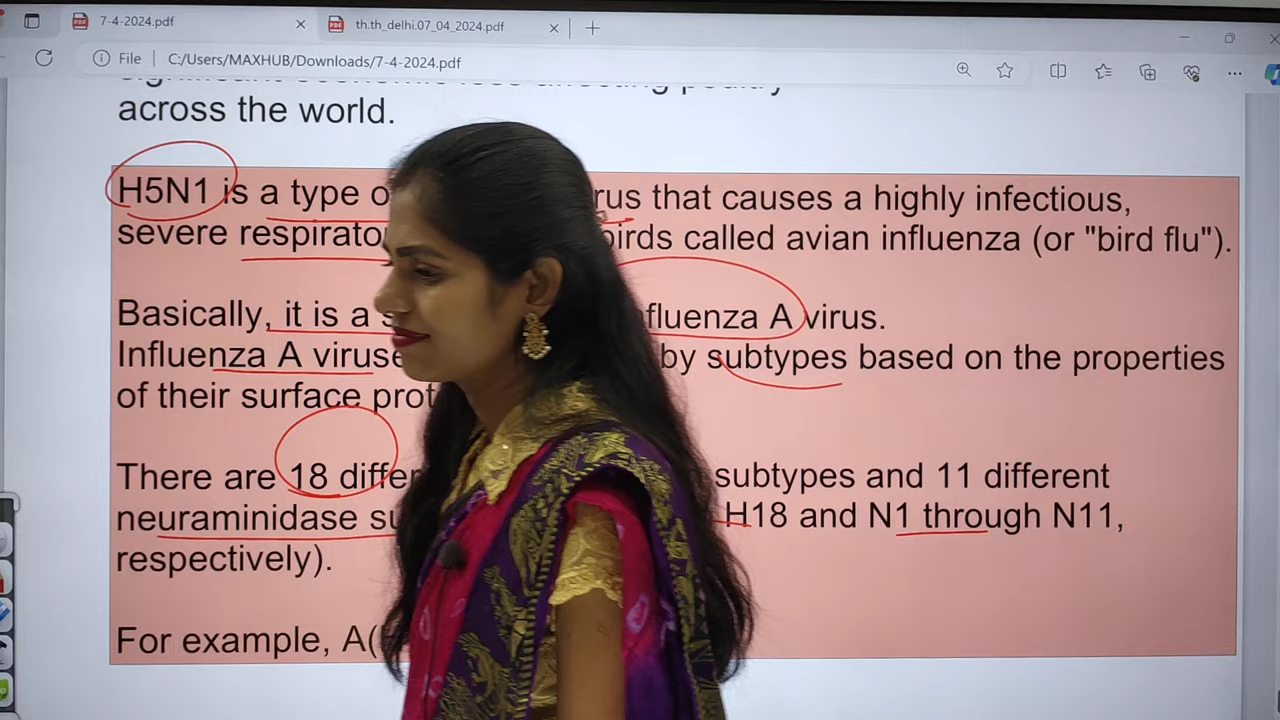 7-4-2024.pdf
th.th_delhi.07_04_2024.pdf
File C:/Users/MAXHUB/Downloads/7-4-2024.pdf
across the world.
H5N1 is a type o rus that causes a highly infectious,
severe respirato birds called avian influenza (or "bird flu").
Basically, it is a s fluenza A virus.
Influenza A viruse by subtypes based on the properties
of their surface prot
There are 18 differ subtypes and 11 different
neuraminidase su H18 and N1 through N11,
respectively).
For example, A(